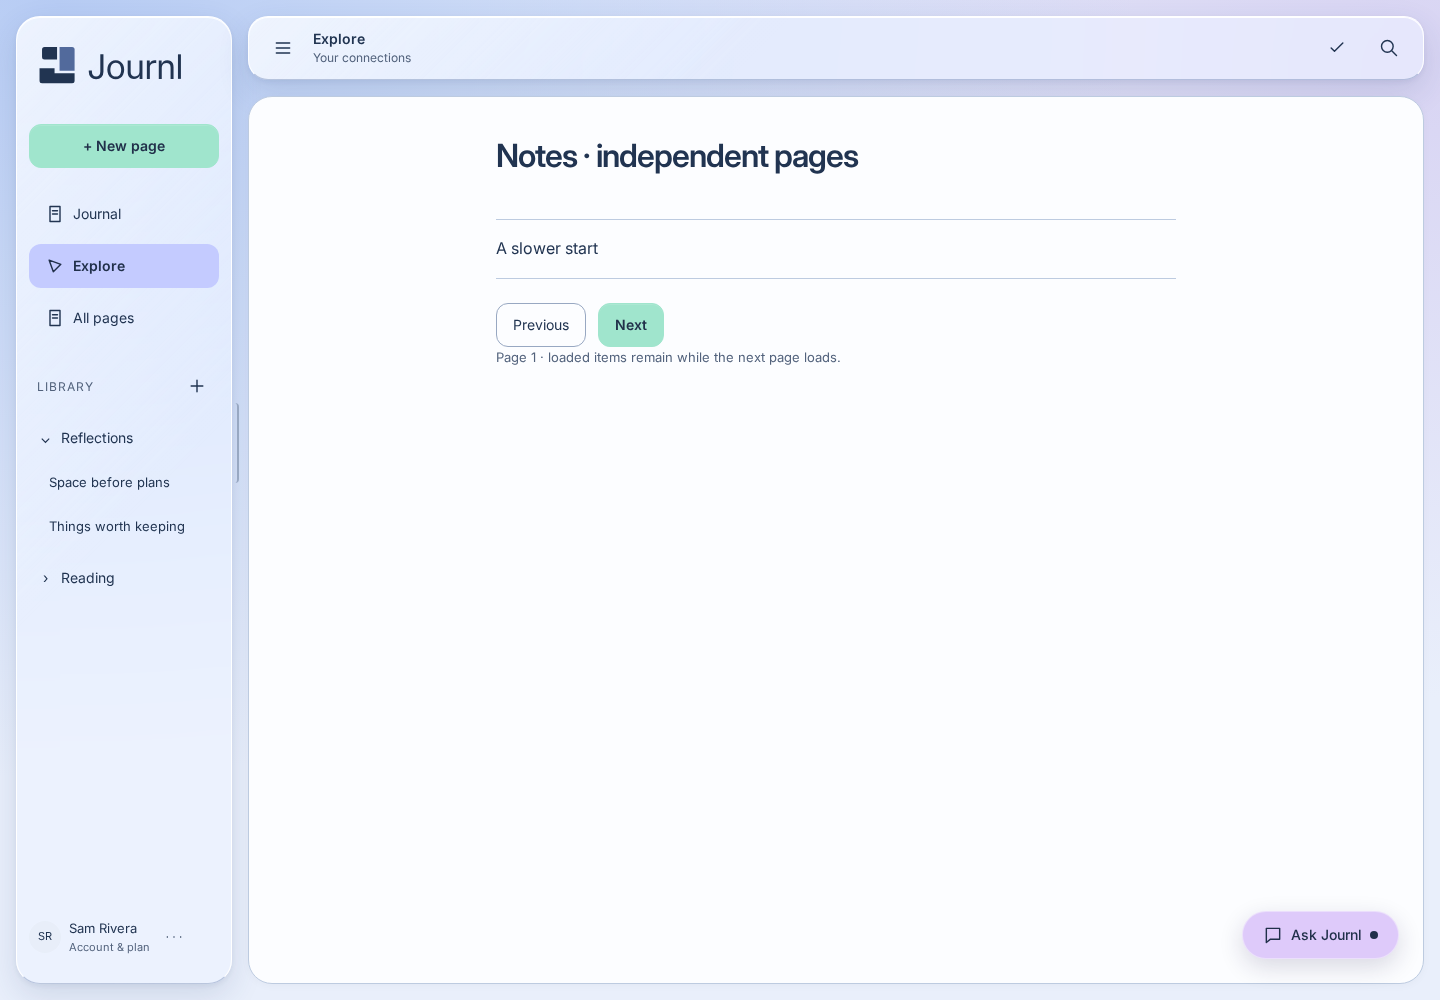 Journl
+ New page
Journal
Explore
All pages
LIBRARY
Reflections
Space before plans
Things worth keeping
Reading
SR
Sam Rivera
Account & plan
Explore
Your connections
Notes · independent pages
A slower start
Previous
Next
Page 1 · loaded items remain while the next page loads.
Ask Journl